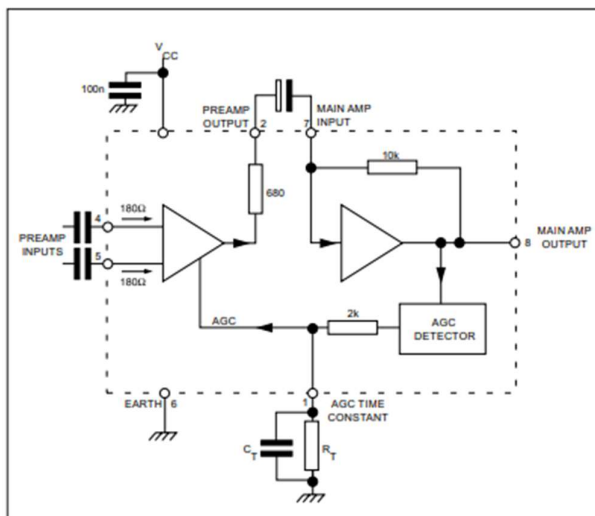 V
CC
100n
PREAMP
OUTPUT
2
7
MAIN AMP
INPUT
680
10k
180Ω
4
PREAMP
INPUTS
5
180Ω
MAIN AMP
OUTPUT
8
AGC
2k
AGC
DETECTOR
EARTH
6
1
AGC TIME
CONSTANT
C
T
R
T